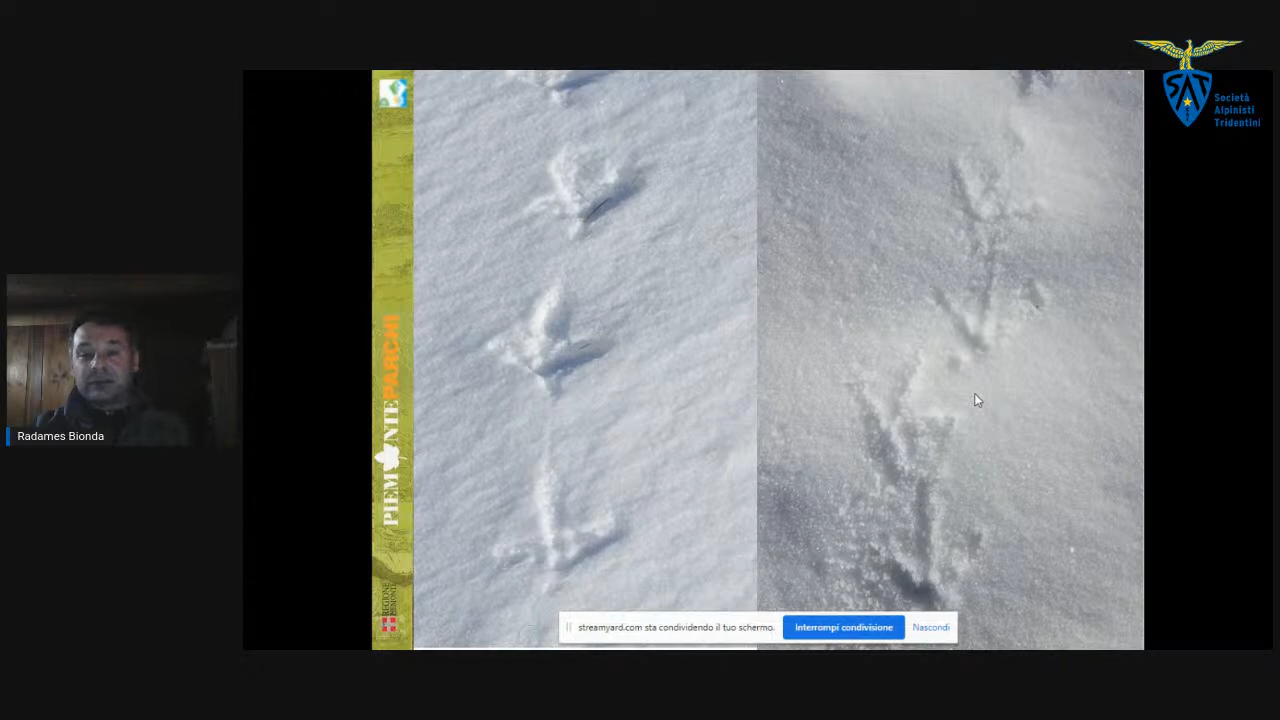 SAT
Società
Alpinisti
Tridentini
PIEMONTE PARCHI
REGIONE
PIEMONTE
Radames Bionda
streamyard.com sta condividendo il tuo schermo.
Interrompi condivisione
Nascondi